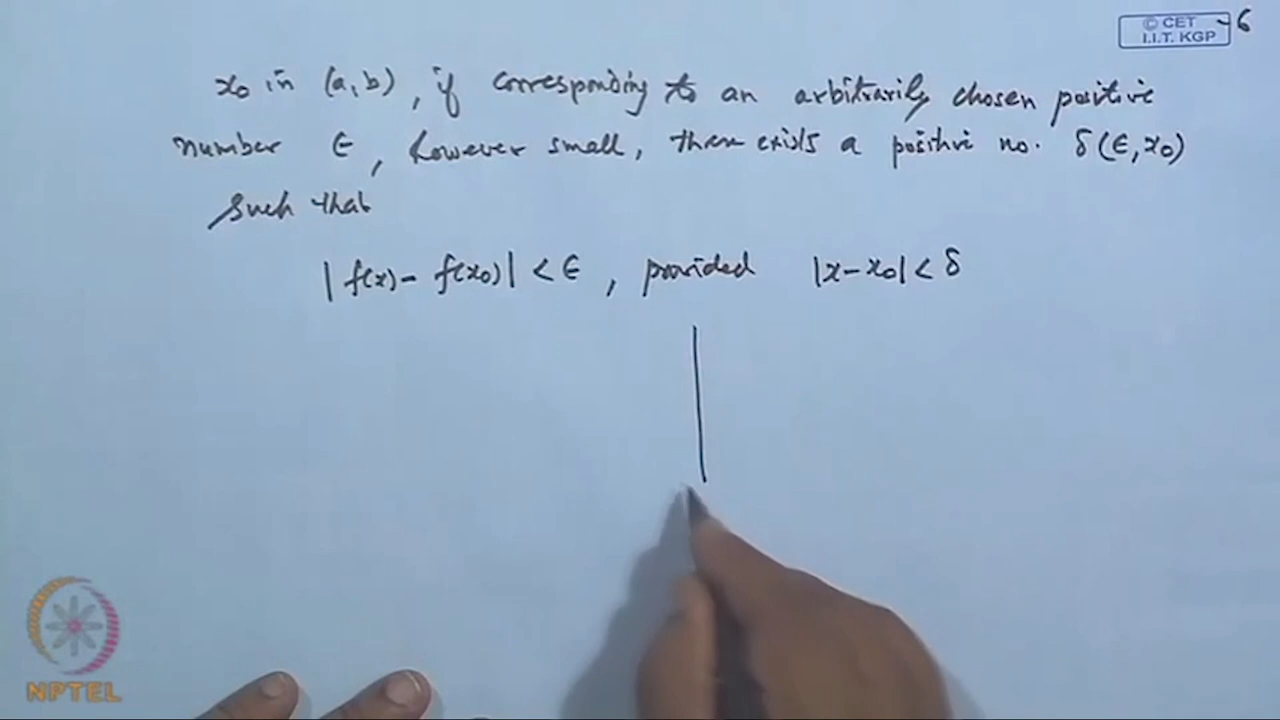 © CET
I.I.T. KGP
-6
x₀ in (a, b), if corresponding to an arbitrarily chosen positive
number ϵ, however small, there exists a positive no. δ(ϵ, x₀)
such that
|f(x) - f(x₀)| < ϵ, provided |x - x₀| < δ
NPTEL